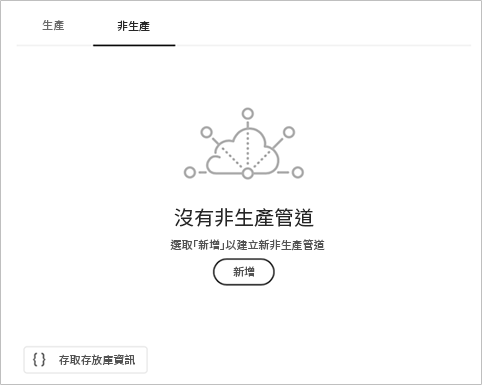 生產
非生產
沒有非生產管道
選取「新增」以建立新非生產管道
新增
{ } 存取存放庫資訊